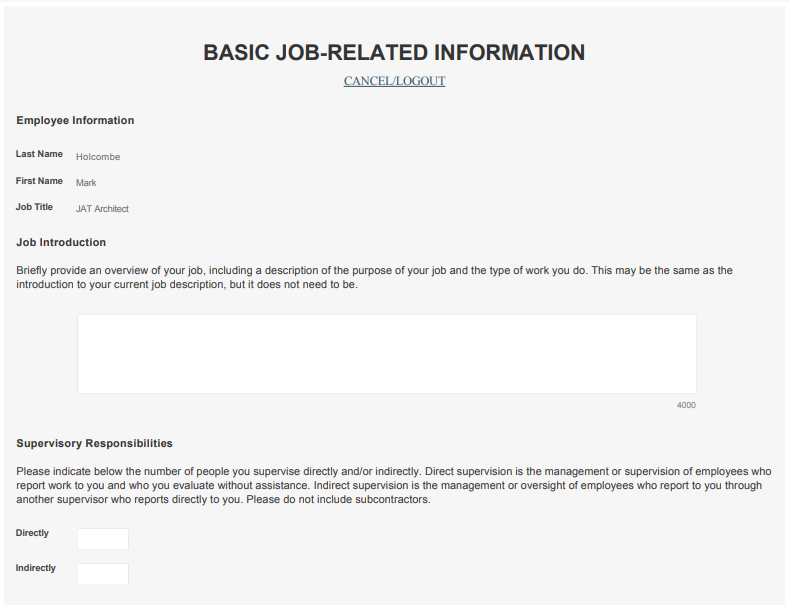 BASIC JOB-RELATED INFORMATION
CANCEL/LOGOUT
Employee Information
Last Name Holcombe
First Name Mark
Job Title JAT Architect
Job Introduction
Briefly provide an overview of your job, including a description of the purpose of your job and the type of work you do. This may be the same as the
introduction to your current job description, but it does not need to be.
4000
Supervisory Responsibilities
Please indicate below the number of people you supervise directly and/or indirectly. Direct supervision is the management or supervision of employees who
report work to you and who you evaluate without assistance. Indirect supervision is the management or oversight of employees who report to you through
another supervisor who reports directly to you. Please do not include subcontractors.
Directly
Indirectly